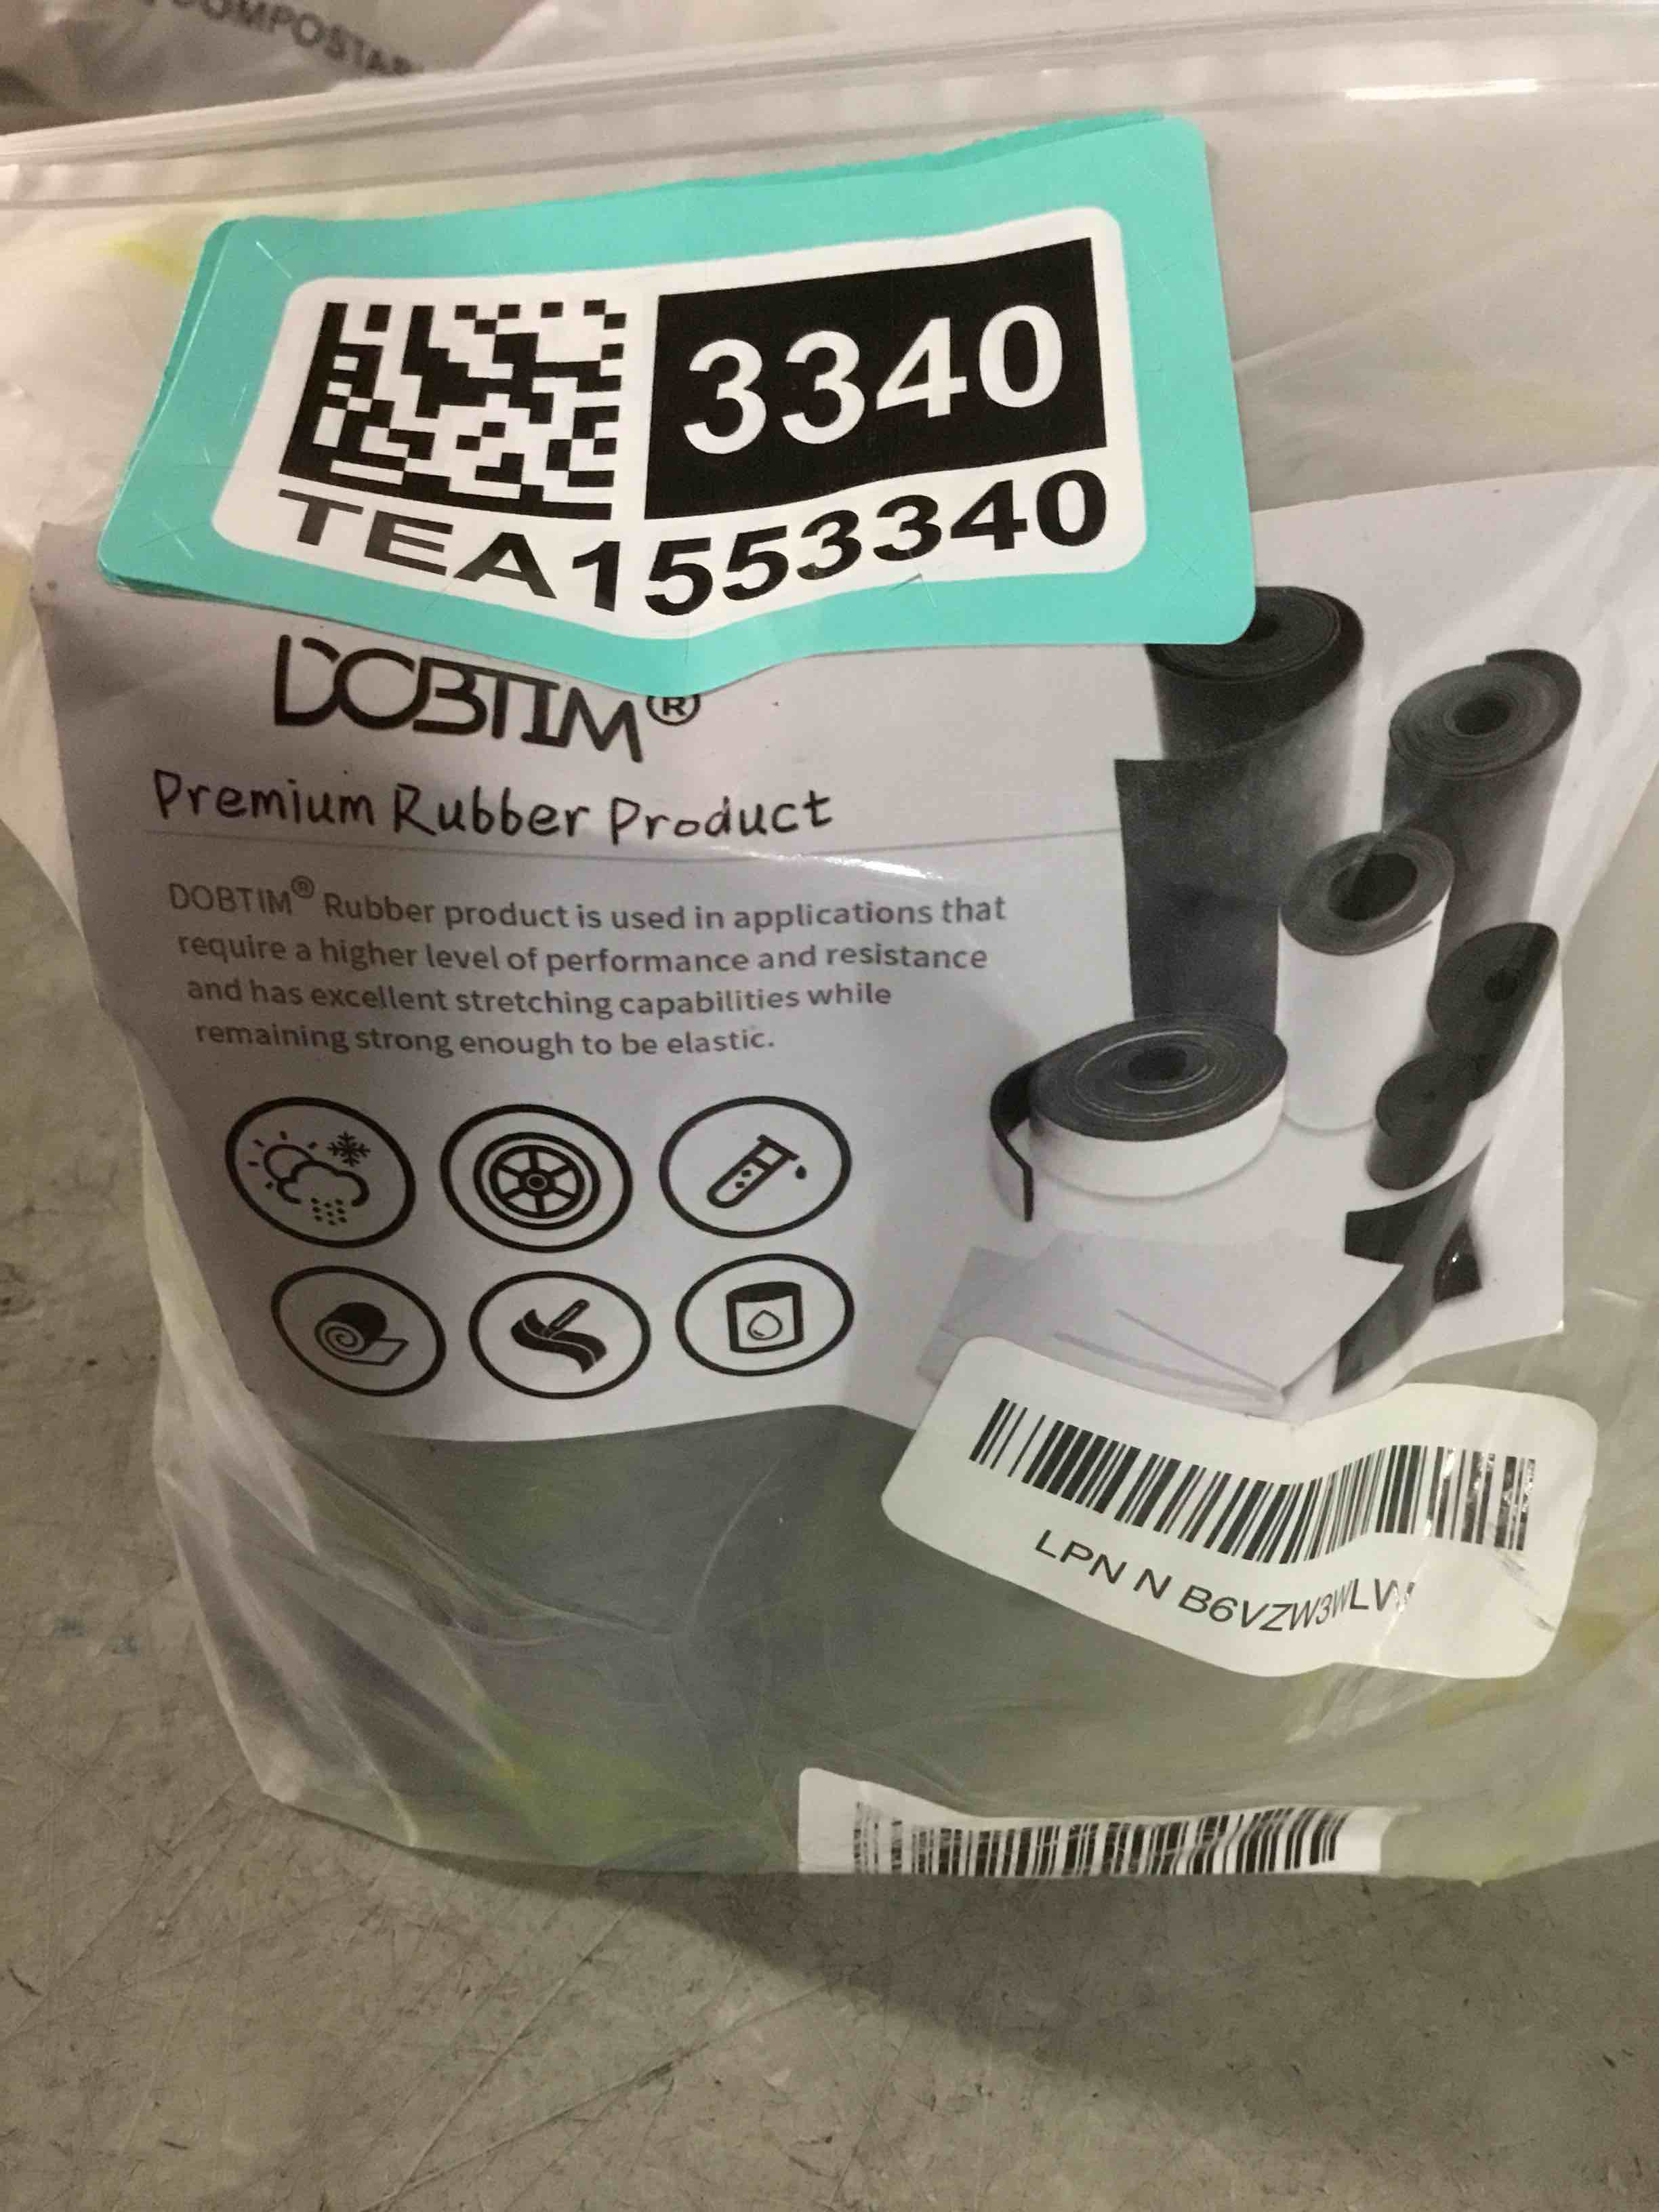 COMPOSTAB
3340
TEA1553340
DOBTIM®
Premium Rubber Product
DOBTIM® Rubber product is used in applications that
require a higher level of performance and resistance
and has excellent stretching capabilities while
remaining strong enough to be elastic.
LPN N B6VZW3WLV